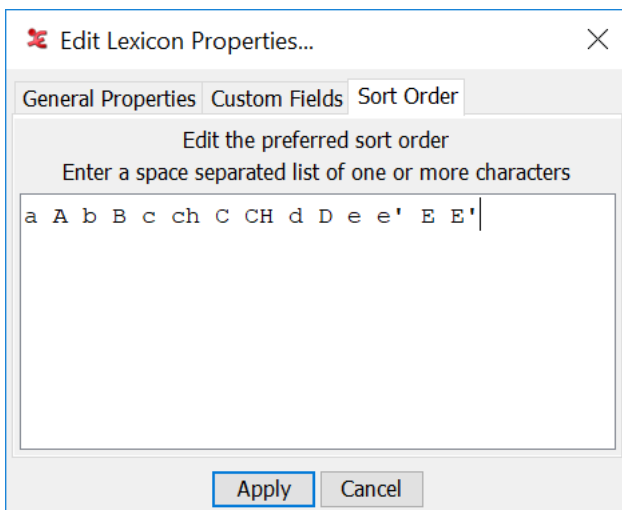 Edit Lexicon Properties...
General Properties Custom Fields Sort Order
Edit the preferred sort order
Enter a space separated list of one or more characters
a A b B c ch C CH d D e e' E E'
Apply Cancel